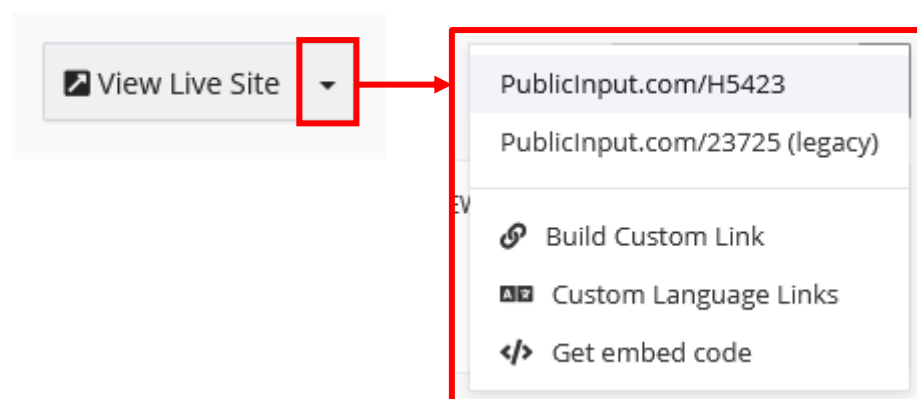 View Live Site
PublicInput.com/H5423
PublicInput.com/23725 (legacy)
Build Custom Link
Custom Language Links
Get embed code